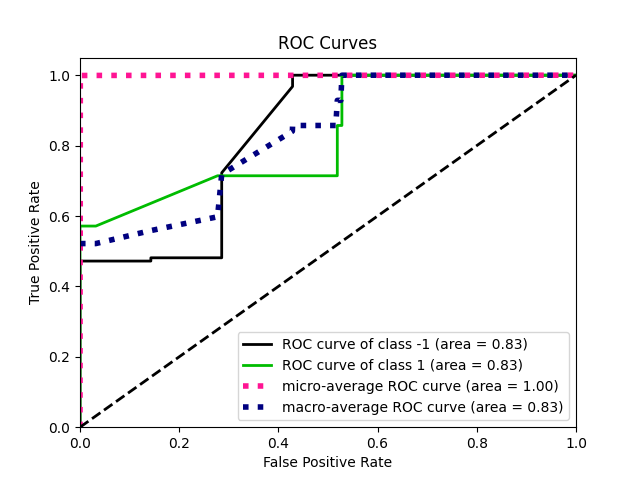 ROC Curves
True Positive Rate
1.0
0.8
0.6
0.4
0.2
0.0
ROC curve of class -1 (area = 0.83)
ROC curve of class 1 (area = 0.83)
micro-average ROC curve (area = 1.00)
macro-average ROC curve (area = 0.83)
0.0 0.2 0.4 0.6 0.8 1.0
False Positive Rate